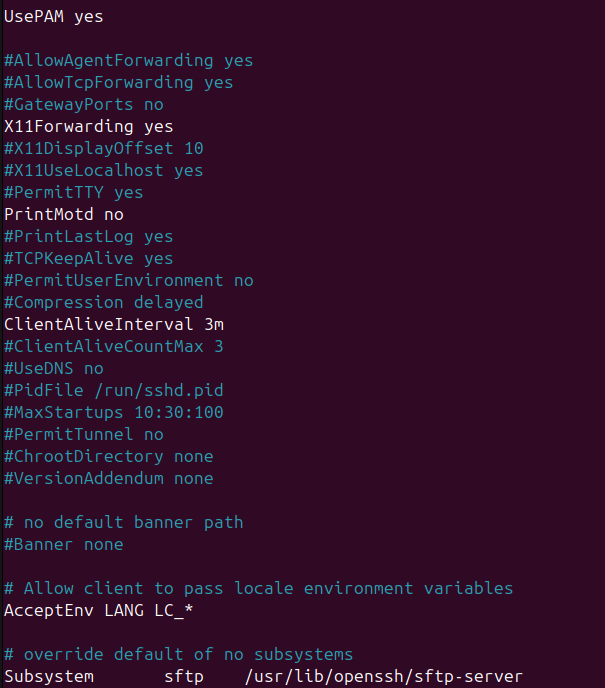 UsePAM yes
#AllowAgentForwarding yes
#AllowTcpForwarding yes
#GatewayPorts no
X11Forwarding yes
#X11DisplayOffset 10
#X11UseLocalhost yes
#PermitTTY yes
PrintMotd no
#PrintLastLog yes
#TCPKeepAlive yes
#PermitUserEnvironment no
#Compression delayed
ClientAliveInterval 3m
#ClientAliveCountMax 3
#UseDNS no
#PidFile /run/sshd.pid
#MaxStartups 10:30:100
#PermitTunnel no
#ChrootDirectory none
#VersionAddendum none
# no default banner path
#Banner none
# Allow client to pass locale environment variables
AcceptEnv LANG LC_*
# override default of no subsystems
Subsystem       sftp    /usr/lib/openssh/sftp-server